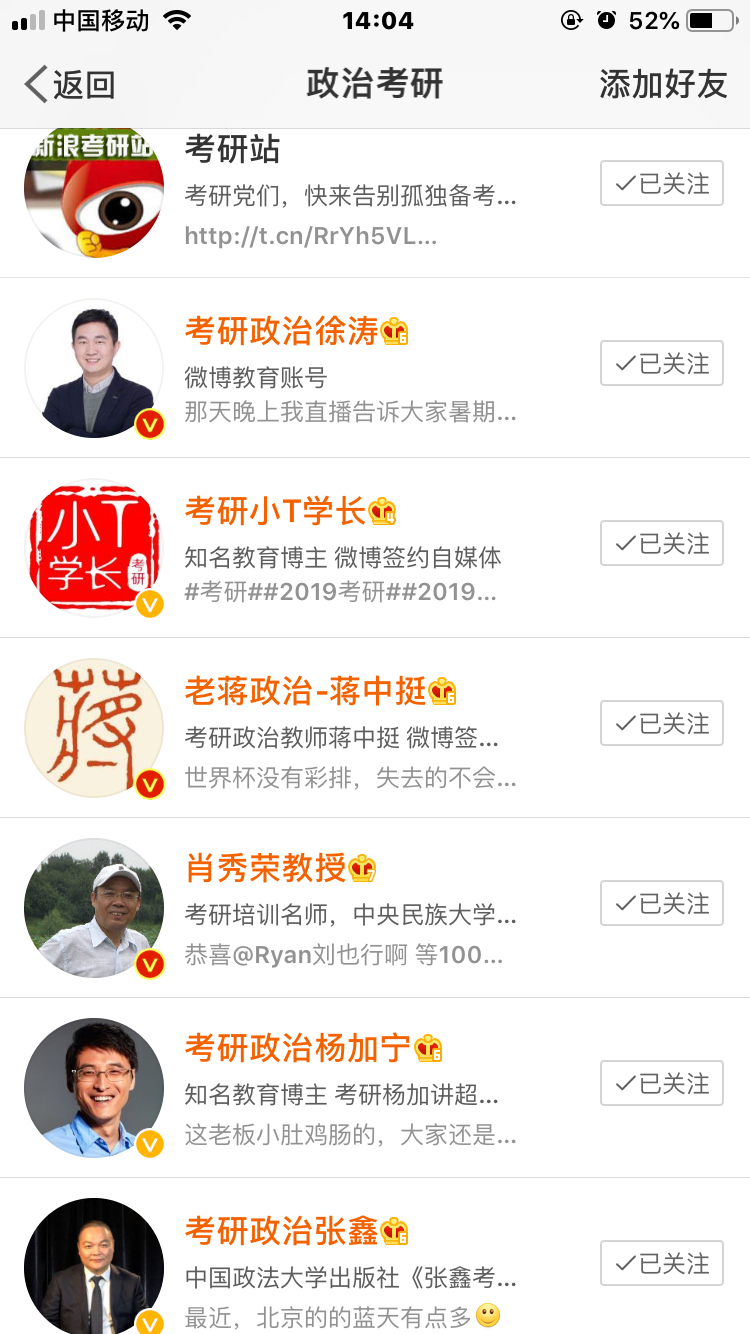 中国移动
14:04
52%
返回
政治考研
添加好友
新浪考研站
考研站
考研党们，快来告别孤独备考...
http://t.cn/RrYh5VL...
已关注
考研政治徐涛
微博教育账号
那天晚上我直播告诉大家暑期...
已关注
小T
学长
考研
考研小T学长
知名教育博主 微博签约自媒体
#考研##2019考研##2019...
已关注
蒋
老蒋政治-蒋中挺
考研政治教师蒋中挺 微博签...
世界杯没有彩排，失去的不会...
已关注
肖秀荣教授
考研培训名师，中央民族大学...
恭喜@Ryan刘也行啊 等100...
已关注
考研政治杨加宁
知名教育博主 考研杨加讲超...
这老板小肚鸡肠的，大家还是...
已关注
考研政治张鑫
中国政法大学出版社《张鑫考...
最近，北京的的蓝天有点多
已关注